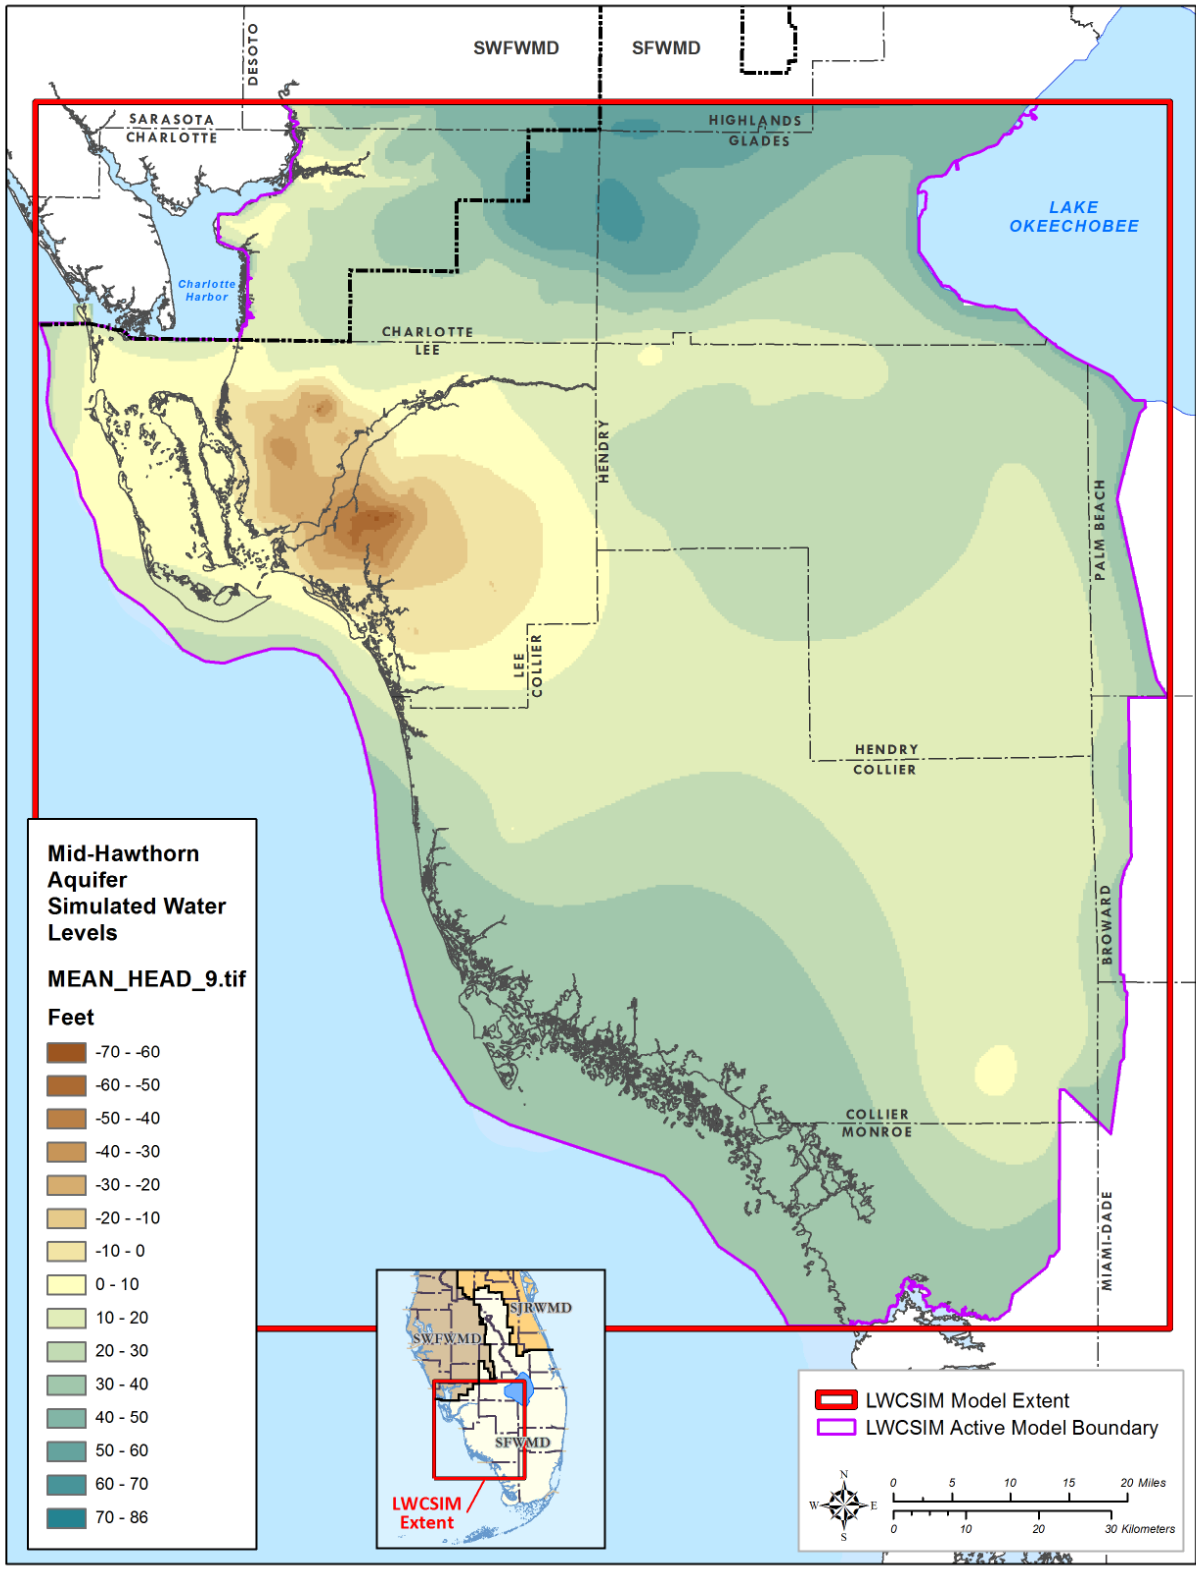 DESOTO
SWFWMD
SFWMD
SARASOTA
CHARLOTTE
HIGHLANDS
GLADES
LAKE
OKEECHOBEE
Charlotte
Harbor
CHARLOTTE
LEE
HENDRY
PALM BEACH
LEE
COLLIER
HENDRY
COLLIER
BROWARD
COLLIER
MONROE
MIAMI-DADE
Mid-Hawthorn
Aquifer
Simulated Water
Levels
MEAN_HEAD_9.tif
Feet
-70 - -60
-60 - -50
-50 - -40
-40 - -30
-30 - -20
-20 - -10
-10 - 0
0 - 10
10 - 20
20 - 30
30 - 40
40 - 50
50 - 60
60 - 70
70 - 86
SJRWMD
SWFWMD
SFWMD
LWCSIM
Extent
LWCSIM Model Extent
LWCSIM Active Model Boundary
N
W E
S
0 5 10 15 20 Miles
0 10 20 30 Kilometers